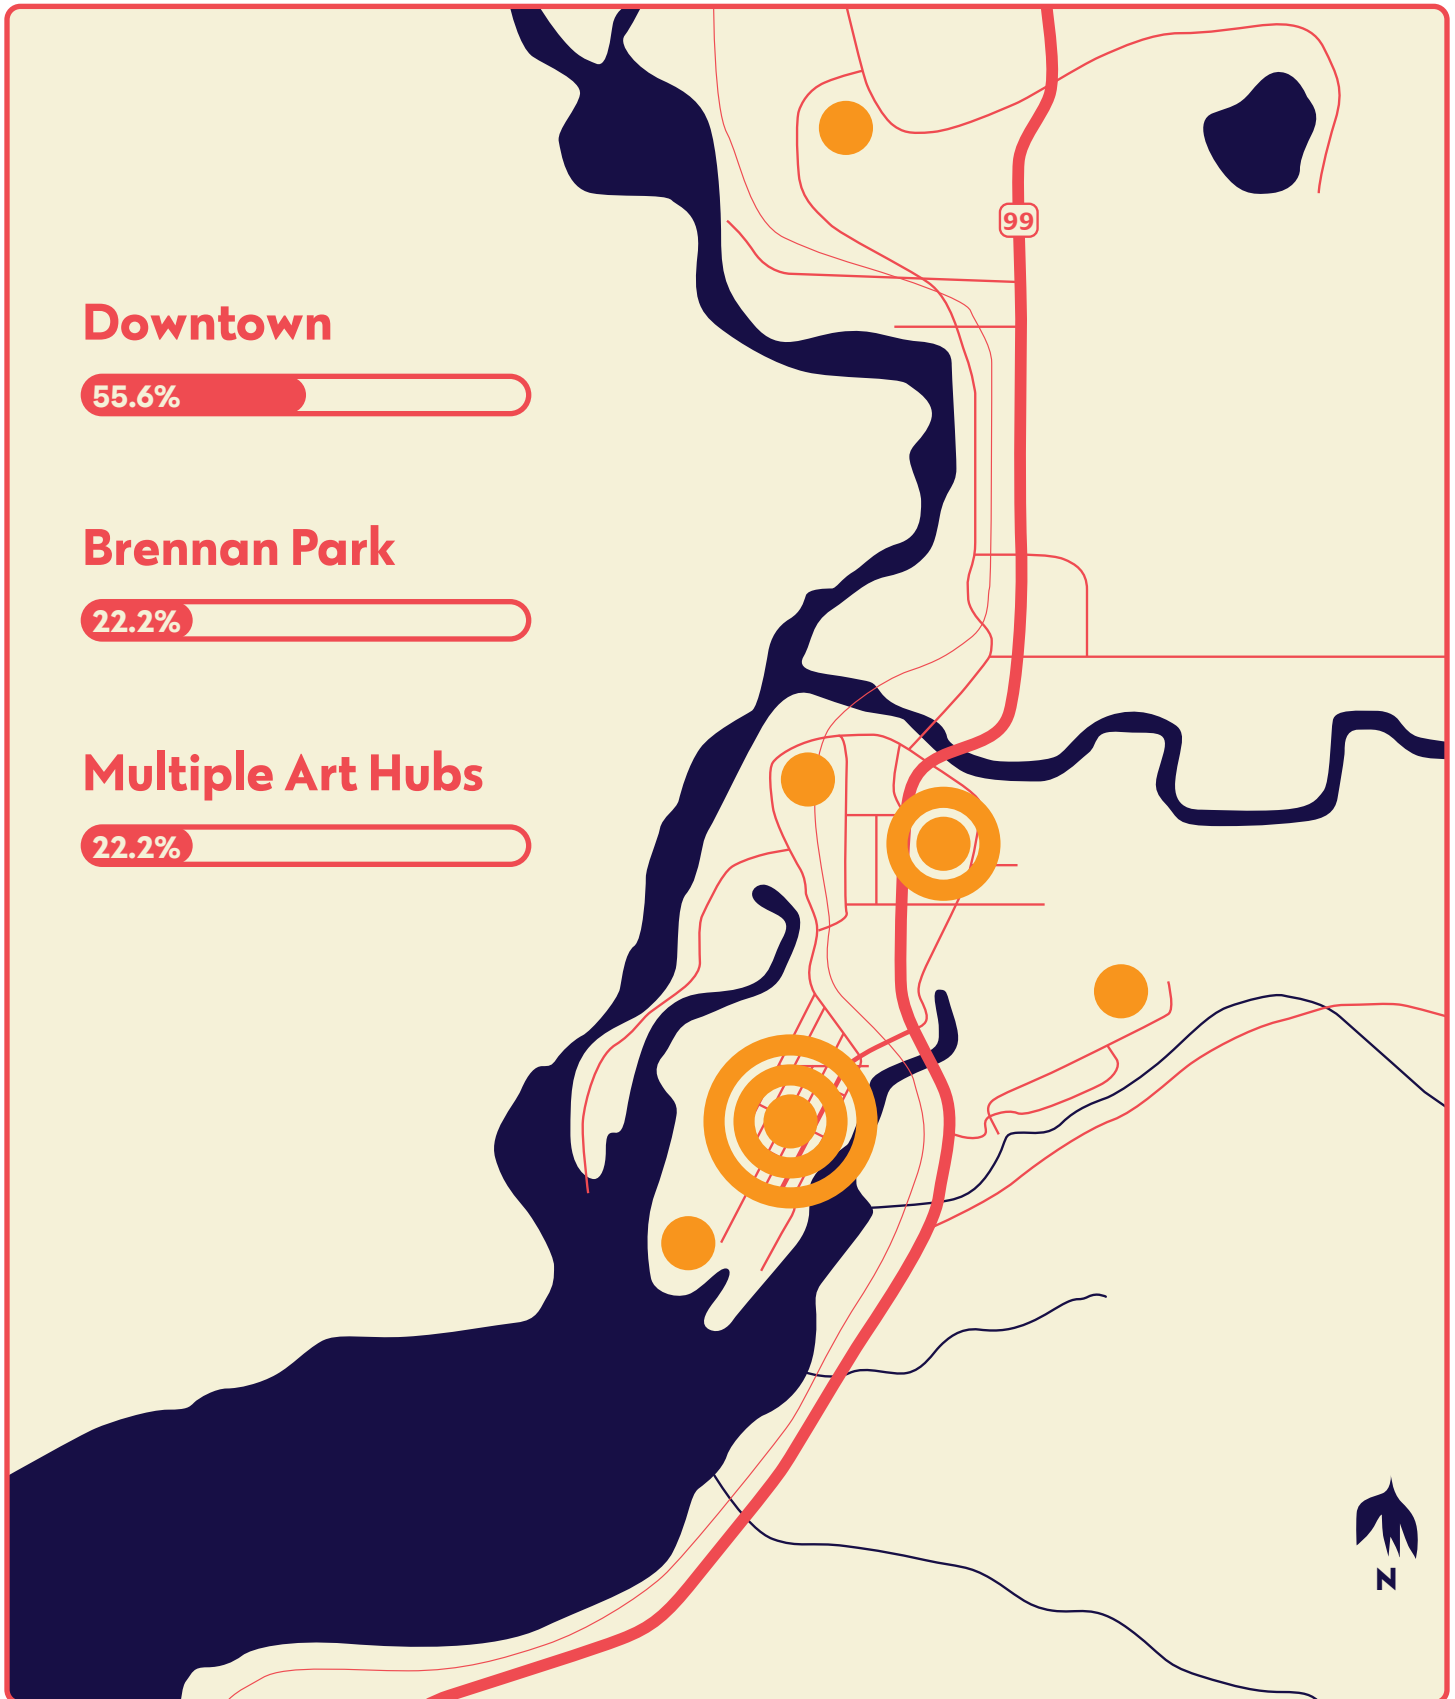 99
Downtown
55.6%
Brennan Park
22.2%
Multiple Art Hubs
22.2%
N